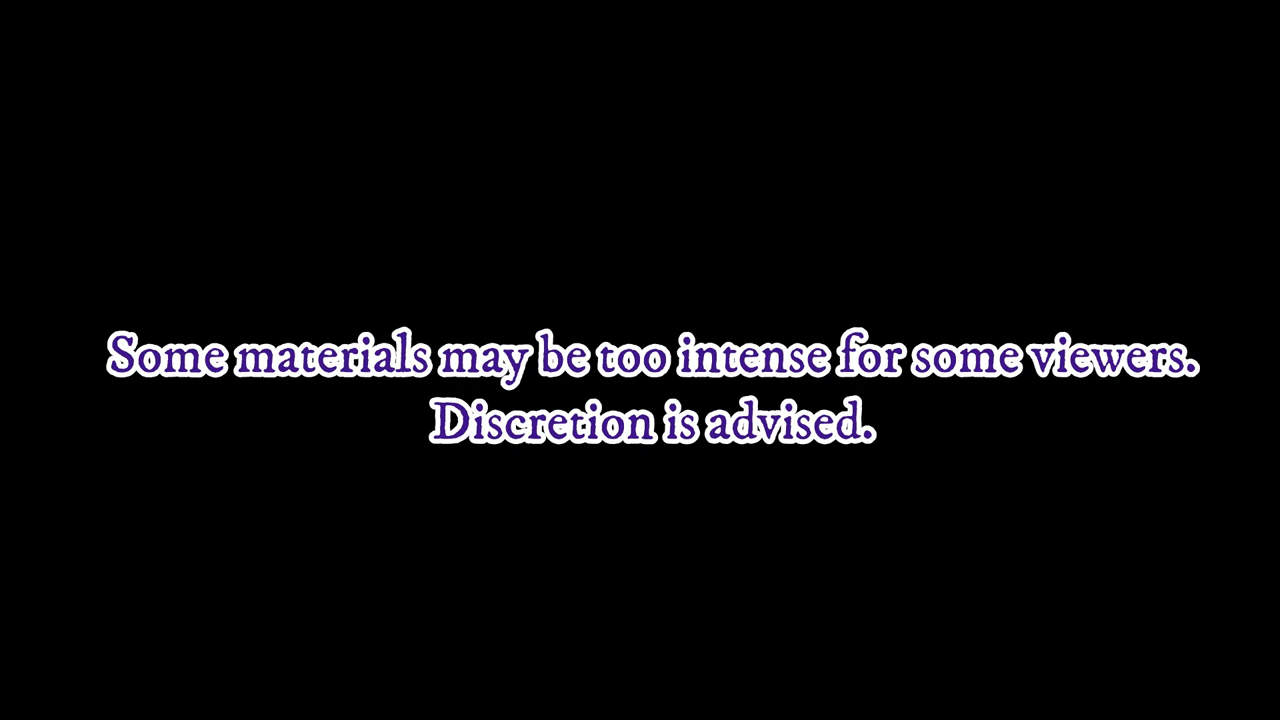 Some materials may be too intense for some viewers.
Discretion is advised.